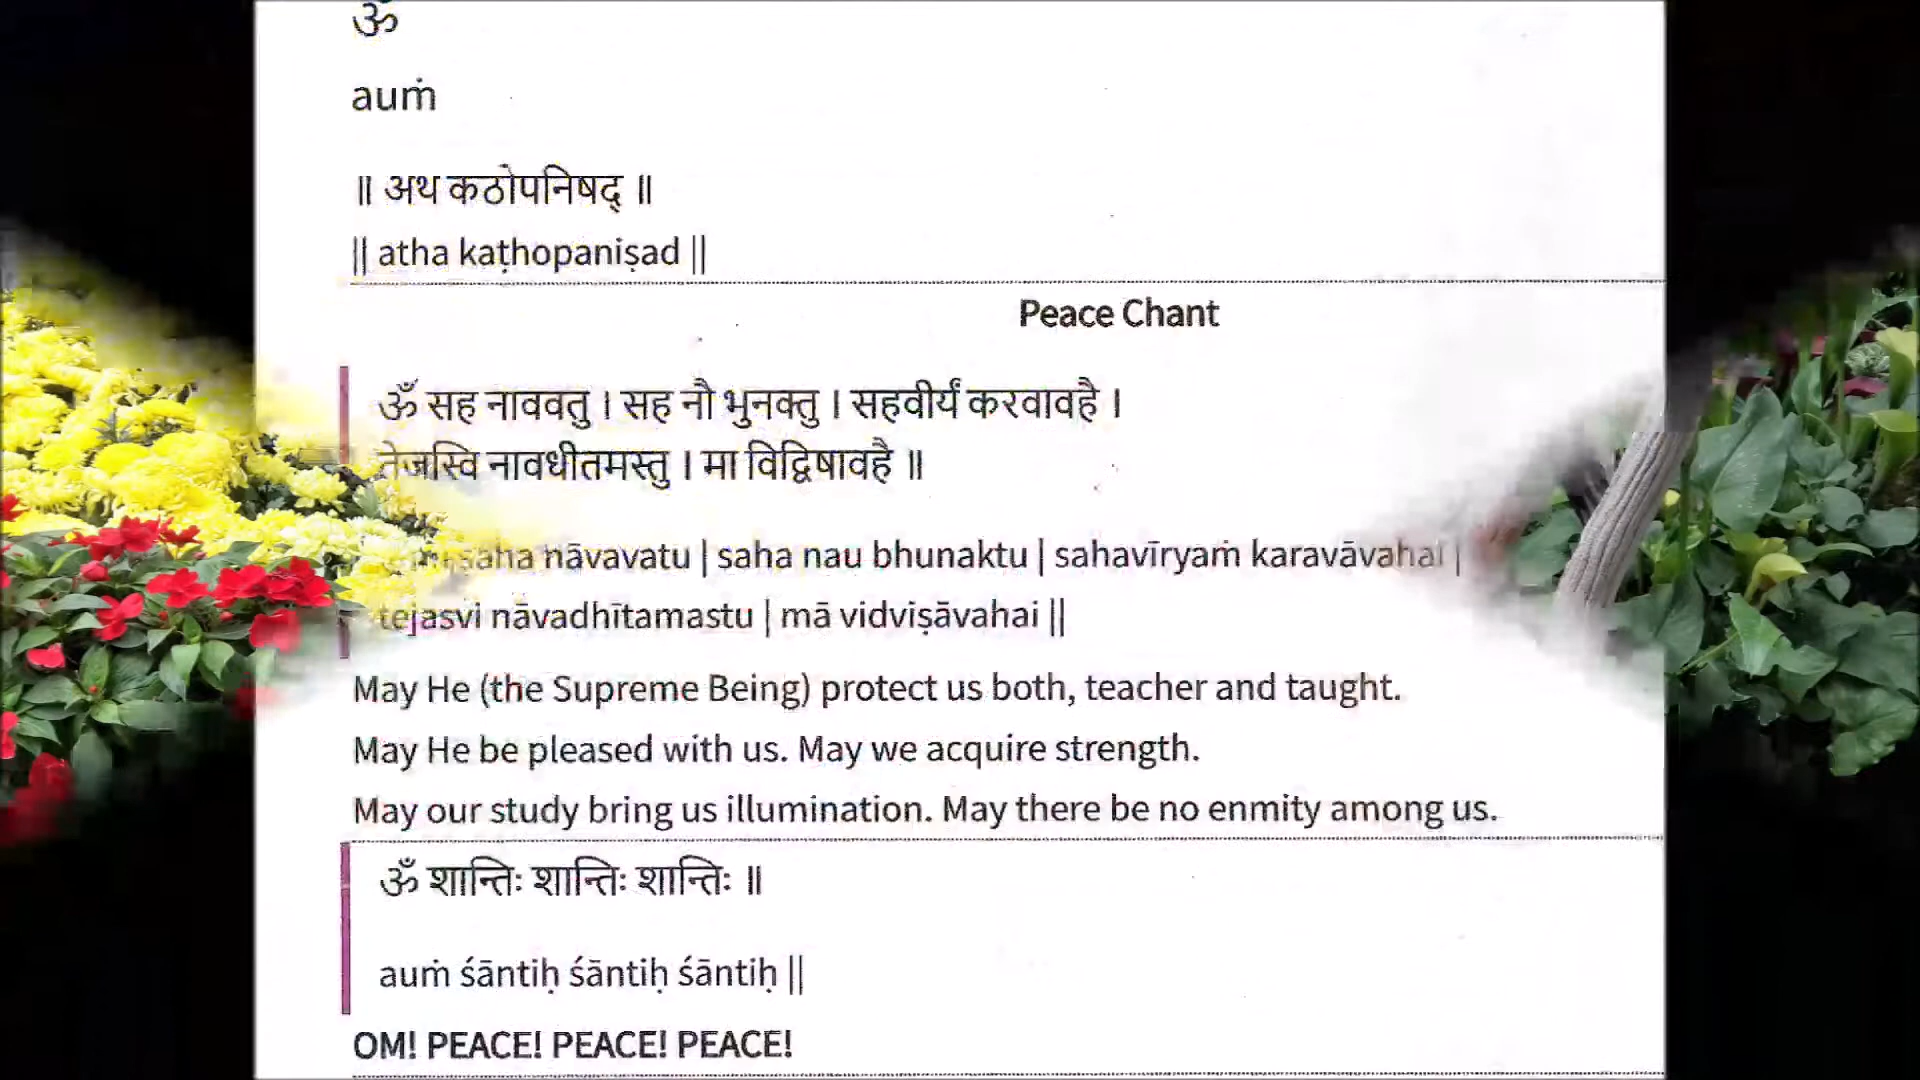 ॐ
auṁ
॥ अथ कठोपनिषद् ॥
|| atha kaṭhopaniṣad ||
Peace Chant
ॐ सह नाववतु । सह नौ भुनक्तु । सहवीर्यं करवावहै ।
तेजस्वि नावधीतमस्तु । मा विद्विषावहै ॥
saha nāvavatu | saha nau bhunaktu | sahavīryaṁ karavāvahai |
tejasvi nāvadhītamastu | mā vidviṣāvahai ||
May He (the Supreme Being) protect us both, teacher and taught.
May He be pleased with us. May we acquire strength.
May our study bring us illumination. May there be no enmity among us.
ॐ शान्तिः शान्तिः शान्तिः ॥
auṁ śāntiḥ śāntiḥ śāntiḥ ||
OM! PEACE! PEACE! PEACE!